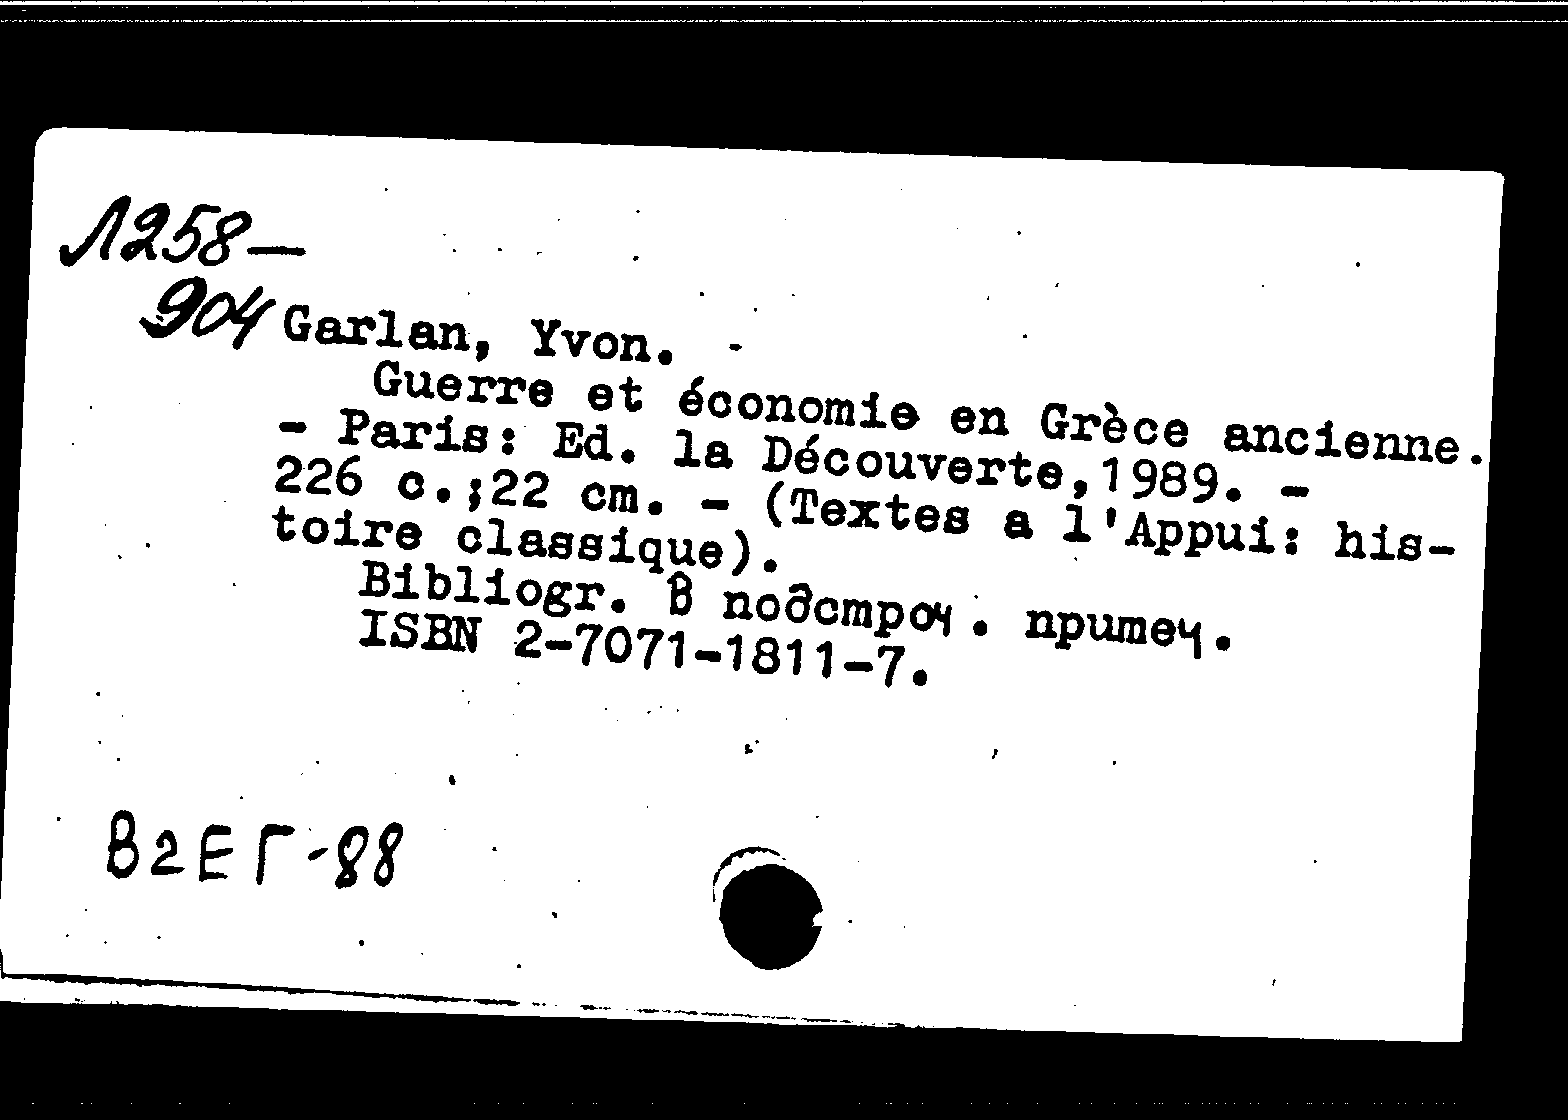 Л258-
904
Garlan, Yvon.
Guerre et économie en Grèce ancienne.
- Paris: Ed. la Découverte,1989. -
226 c.;22 cm. - (Textes a l'Appui: his-
toire classique).
Bibliogr. в подстроч. примеч.
ISBN 2-7071-1811-7.
В2ЕГ-88